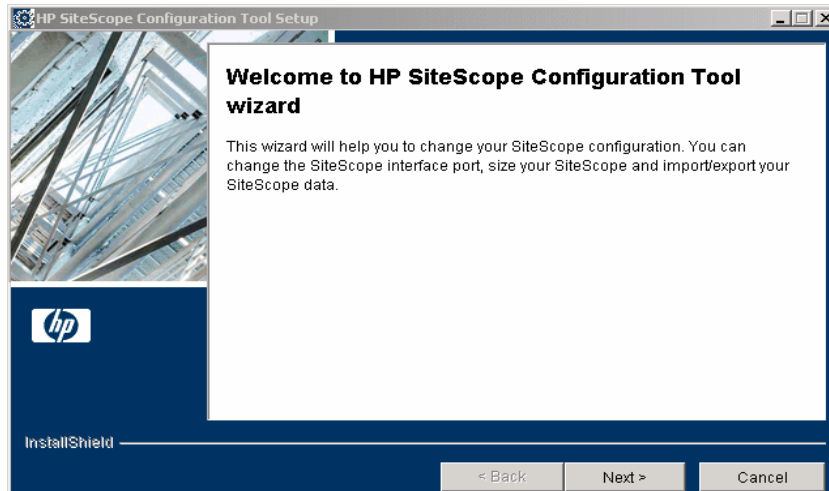 HP SiteScope Configuration Tool Setup
Welcome to HP SiteScope Configuration Tool
wizard
This wizard will help you to change your SiteScope configuration. You can
change the SiteScope interface port, size your SiteScope and import/export your
SiteScope data.
hp
InstallShield
< Back
Next >
Cancel